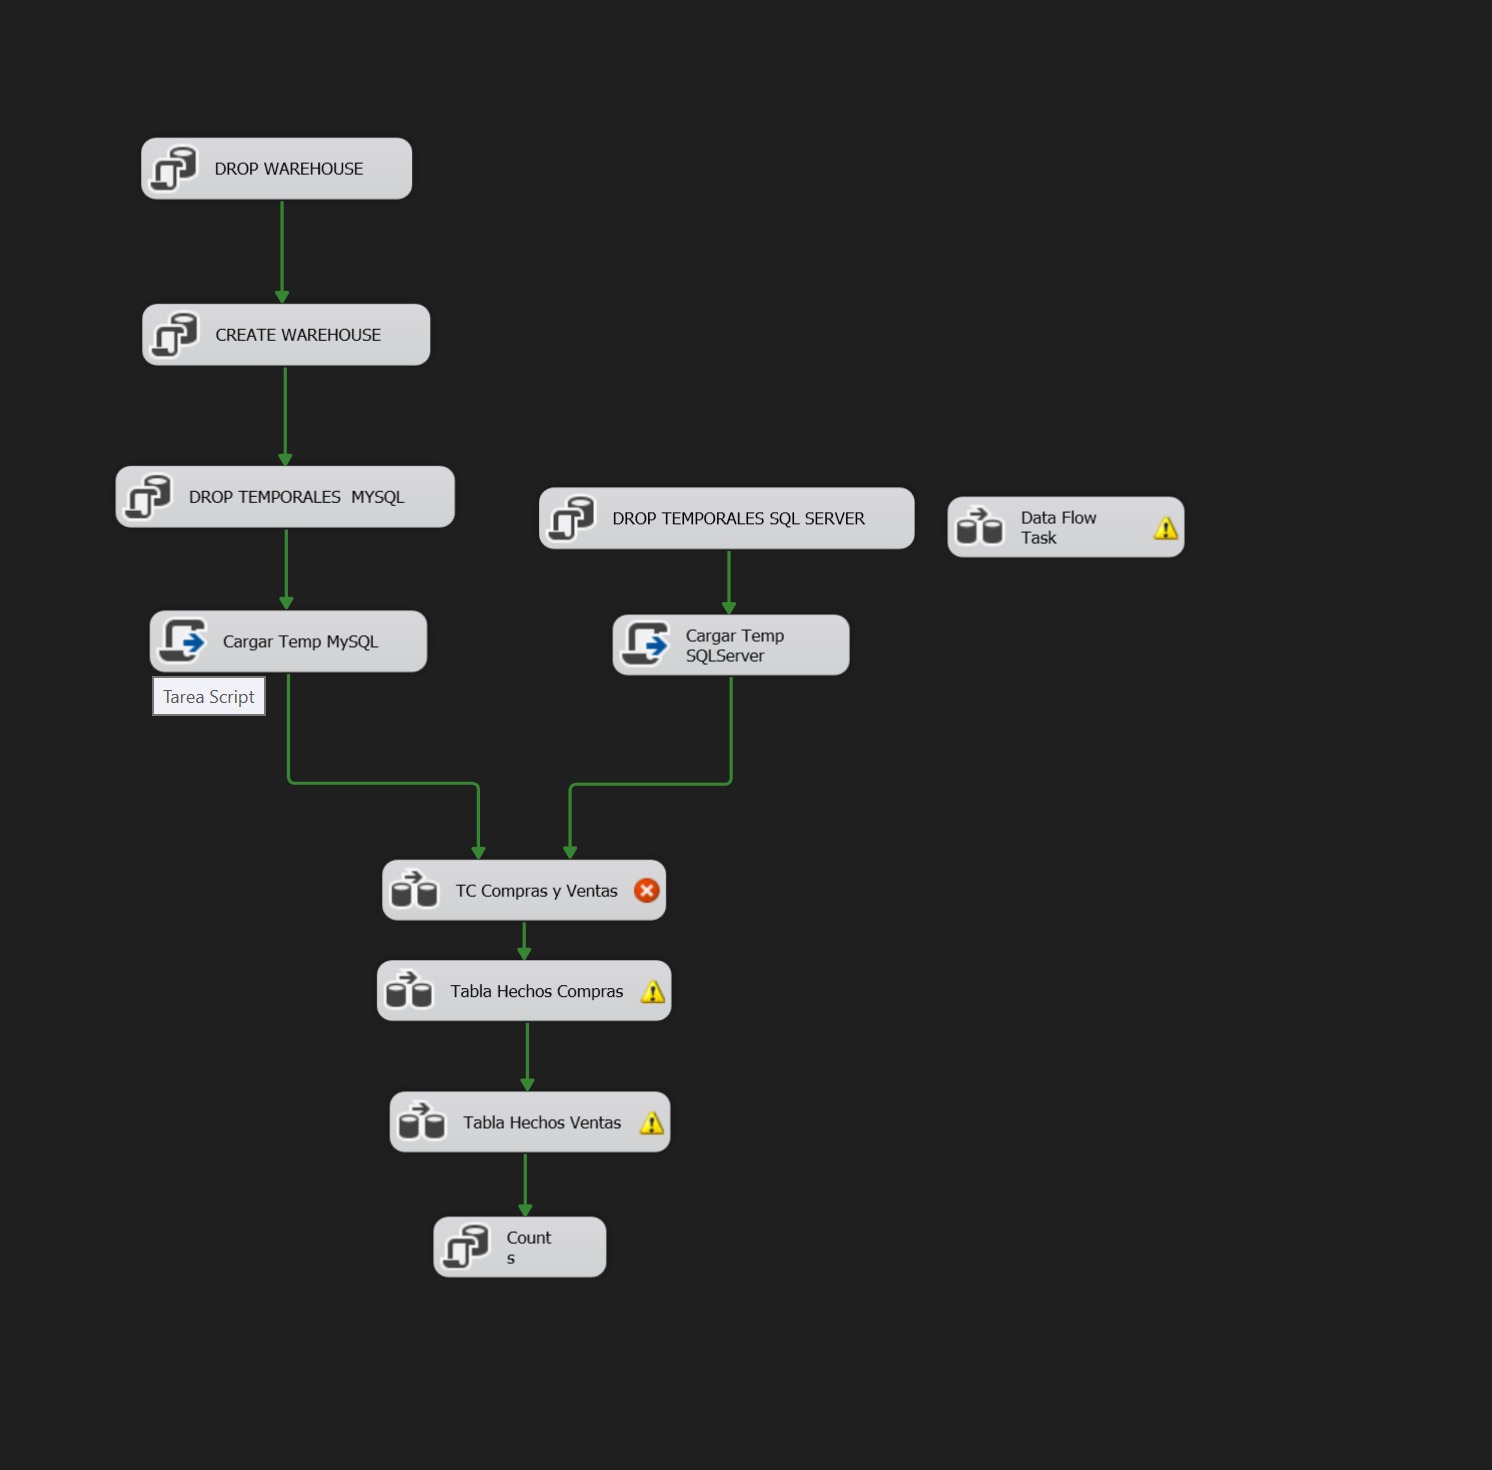 DROP WAREHOUSE
CREATE WAREHOUSE
DROP TEMPORALES  MYSQL
DROP TEMPORALES SQL SERVER
Data Flow
Task
Cargar Temp MySQL
Cargar Temp
SQLServer
Tarea Script
TC Compras y Ventas
Tabla Hechos Compras
Tabla Hechos Ventas
Count
s